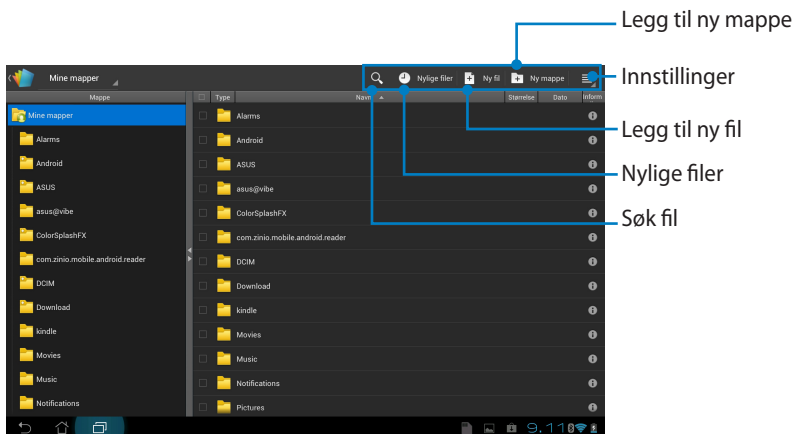 Legg til ny mappe
Mine mapper
Nylige filer
Ny fil
Ny mappe
Innstillinger
Mappe
Type
Navn
Størrelse
Dato
Inform
Mine mapper
Alarms
Android
ASUS
asus@vibe
ColorSplashFX
com.zinio.mobile.android.reader
DCIM
Download
kindle
Movies
Music
Notifications
Alarms
Android
ASUS
asus@vibe
ColorSplashFX
com.zinio.mobile.android.reader
DCIM
Download
kindle
Movies
Music
Notifications
Pictures
Legg til ny fil
Nylige filer
Søk fil
9.11